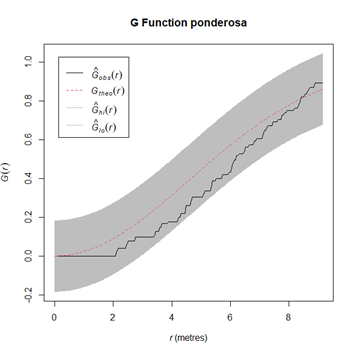 G Function ponderosa
Ĝobs(r)
Gtheo(r)
Ĝhi(r)
Ĝlo(r)
G(r)
1.0
0.8
0.6
0.4
0.2
0.0
-0.2
0 2 4 6 8
r (metres)